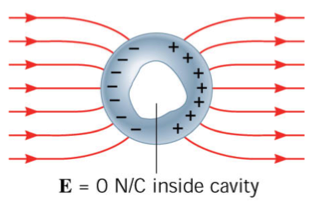 E = 0 N/C inside cavity